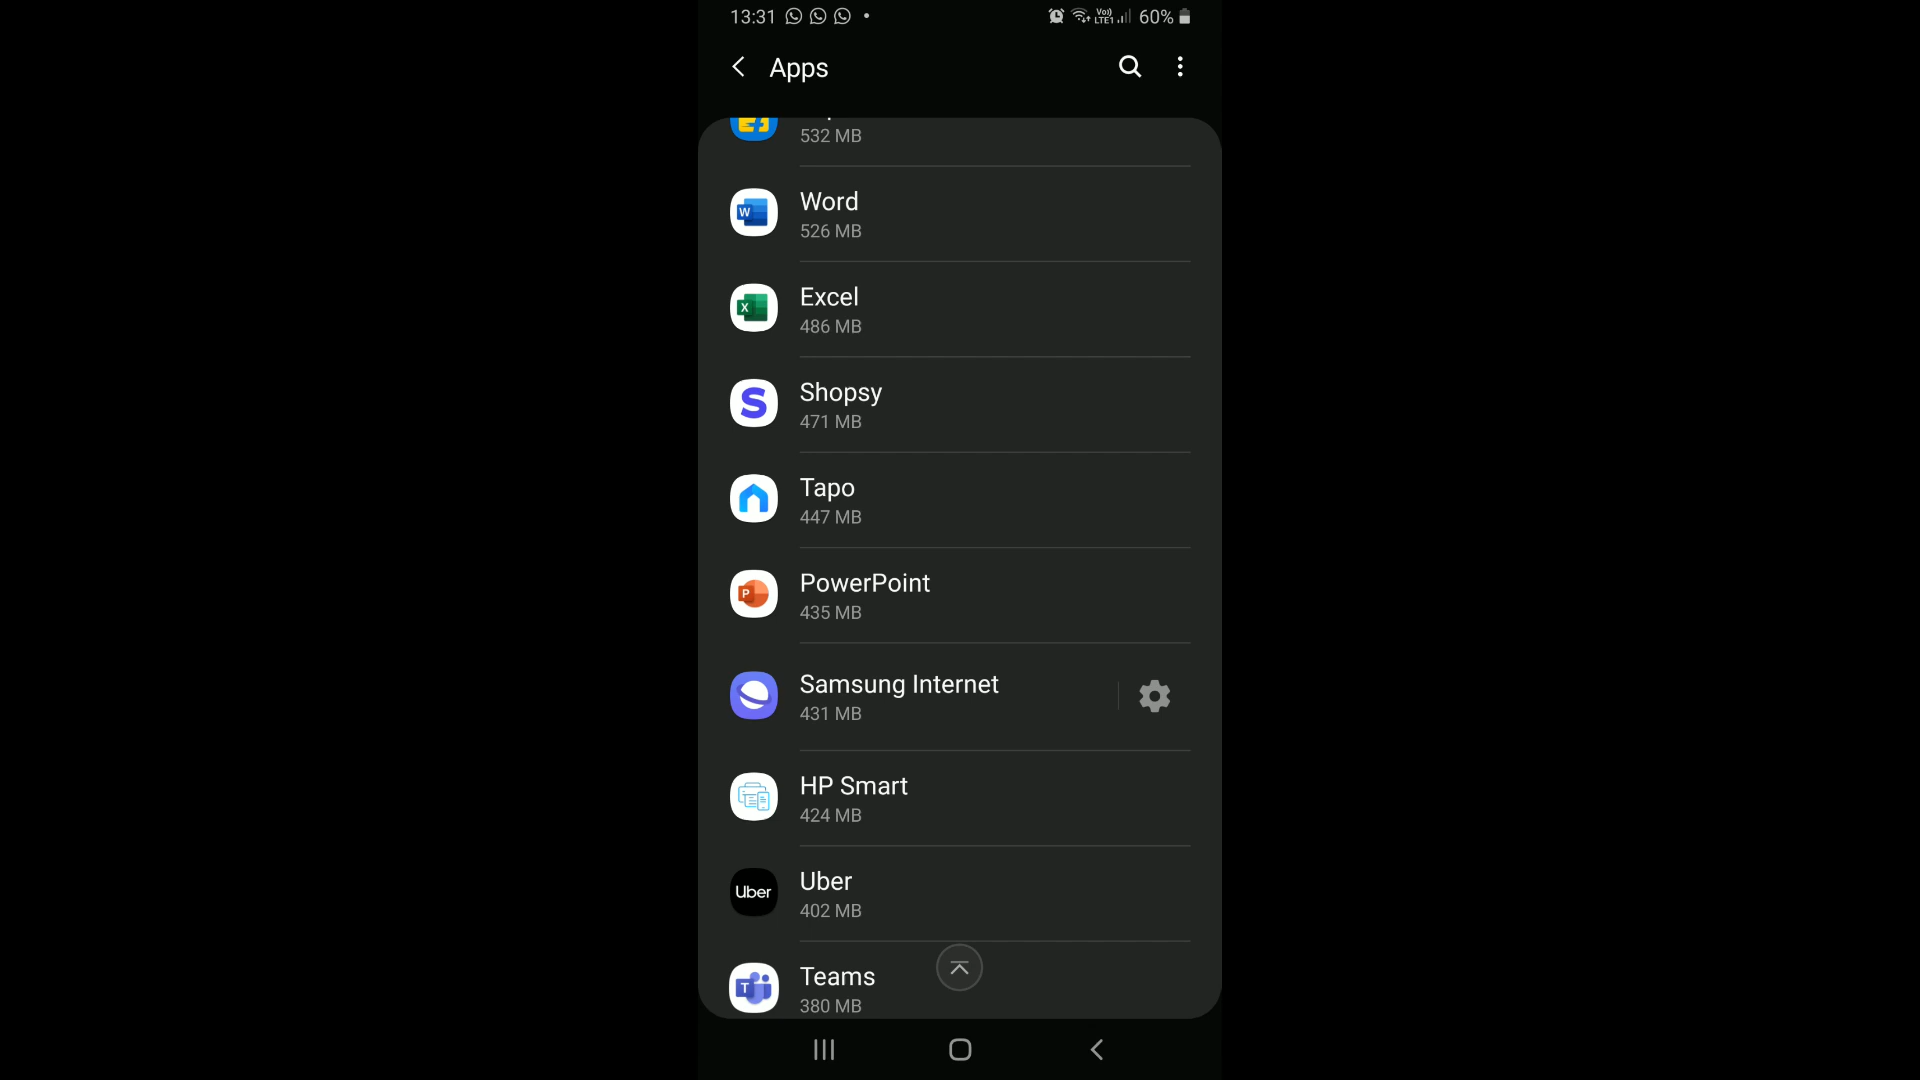 13:31 60%
Apps
532 MB
W
Word
526 MB
X
Excel
486 MB
S
Shopsy
471 MB
Tapo
447 MB
P
PowerPoint
435 MB
Samsung Internet
431 MB
HP Smart
424 MB
Uber
Uber
402 MB
T
Teams
380 MB